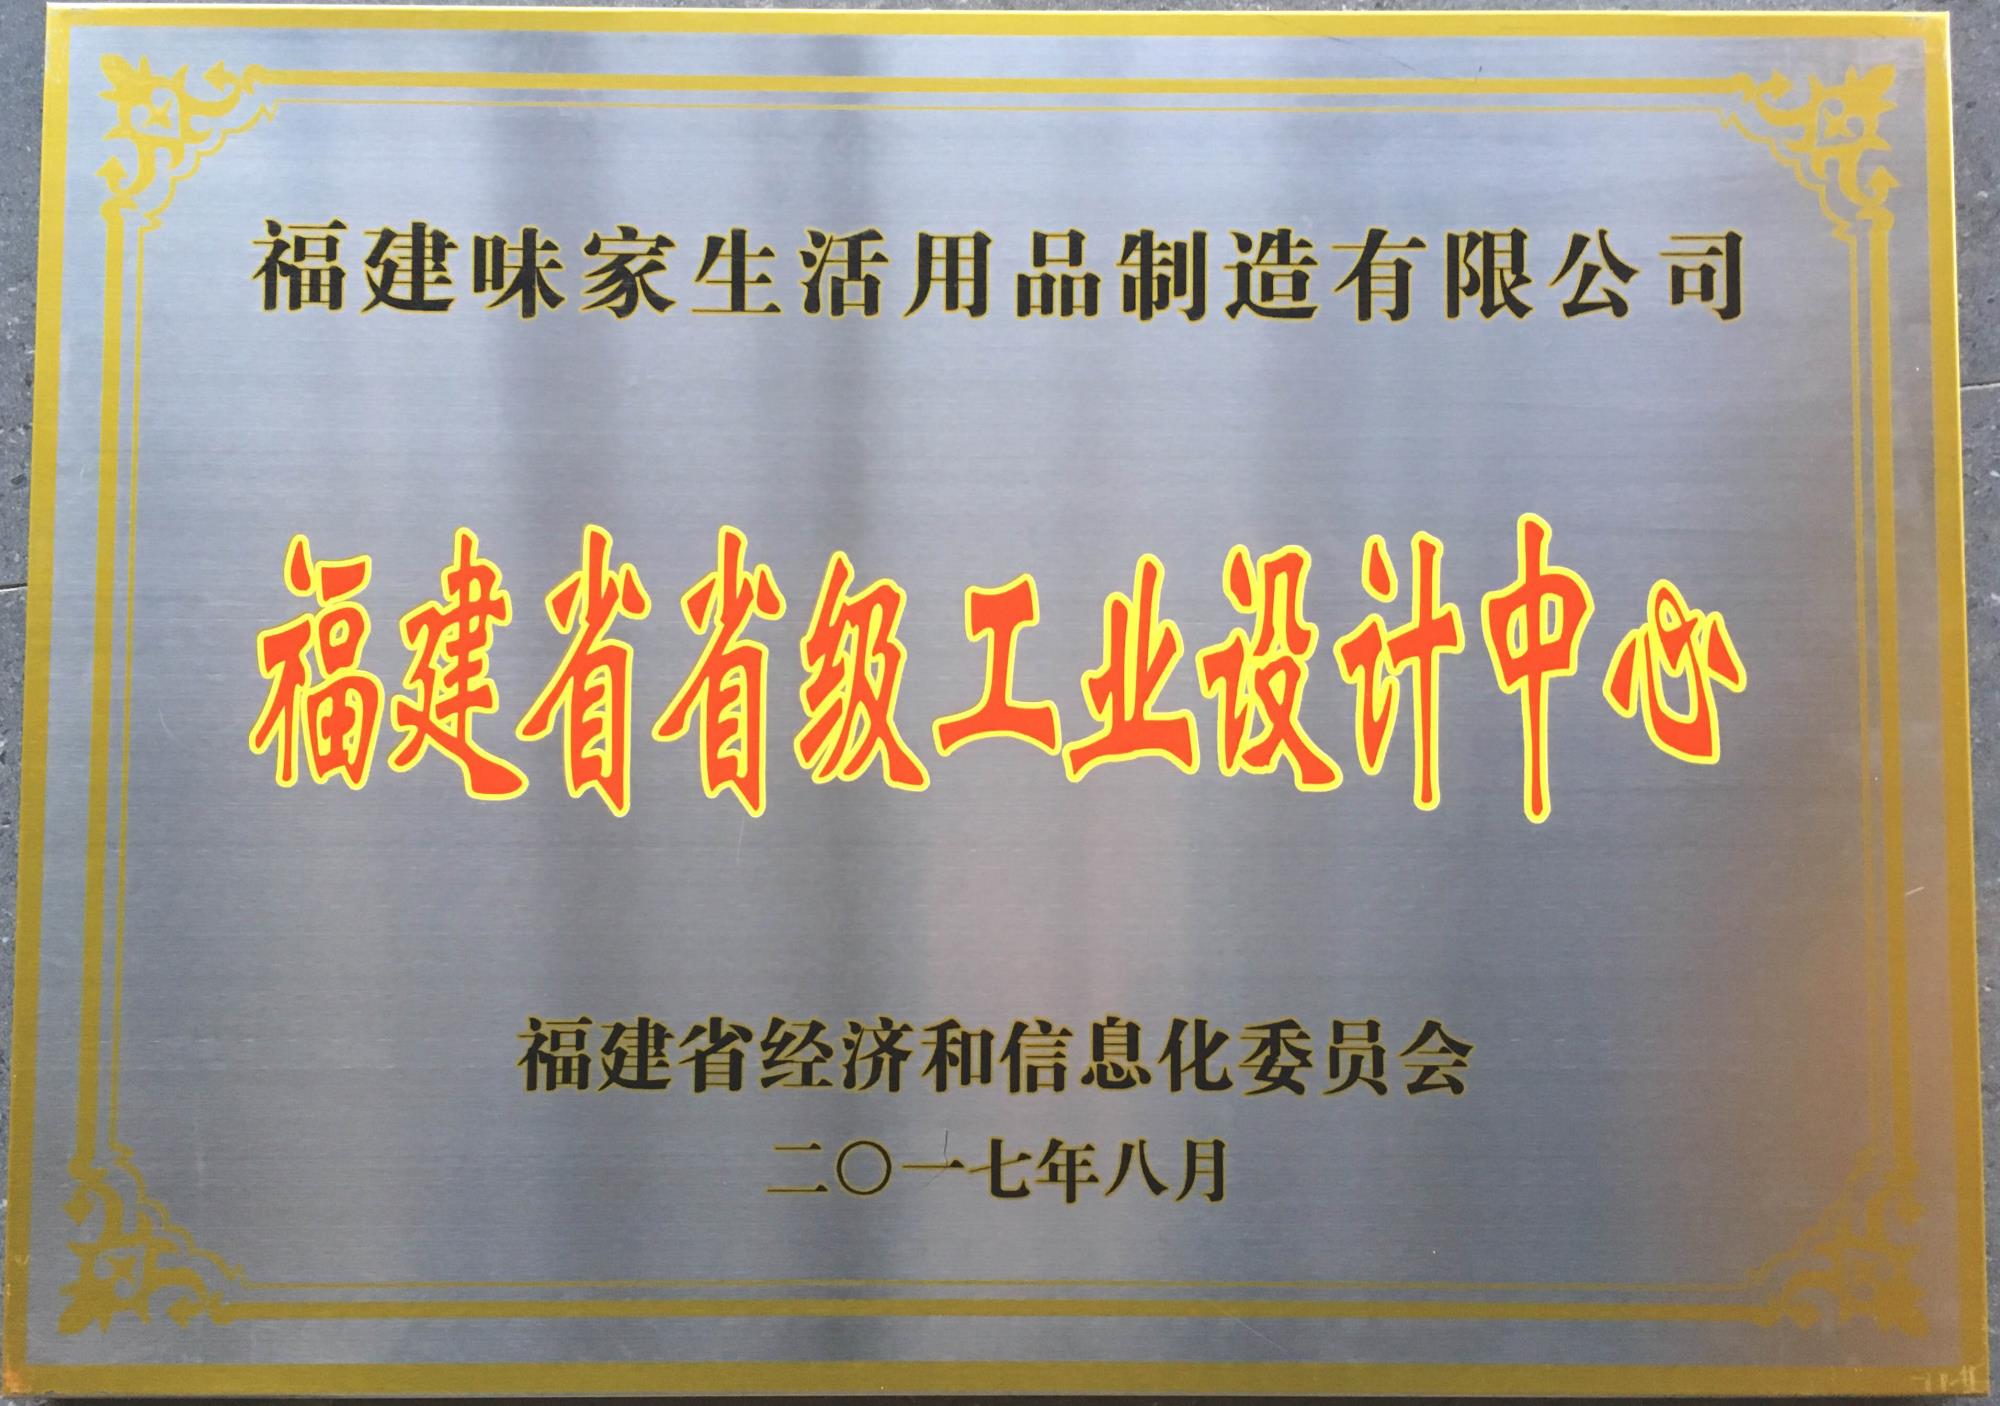 福建味家生活用品制造有限公司
福建省省级工业设计中心
福建省经济和信息化委员会
二〇一七年八月